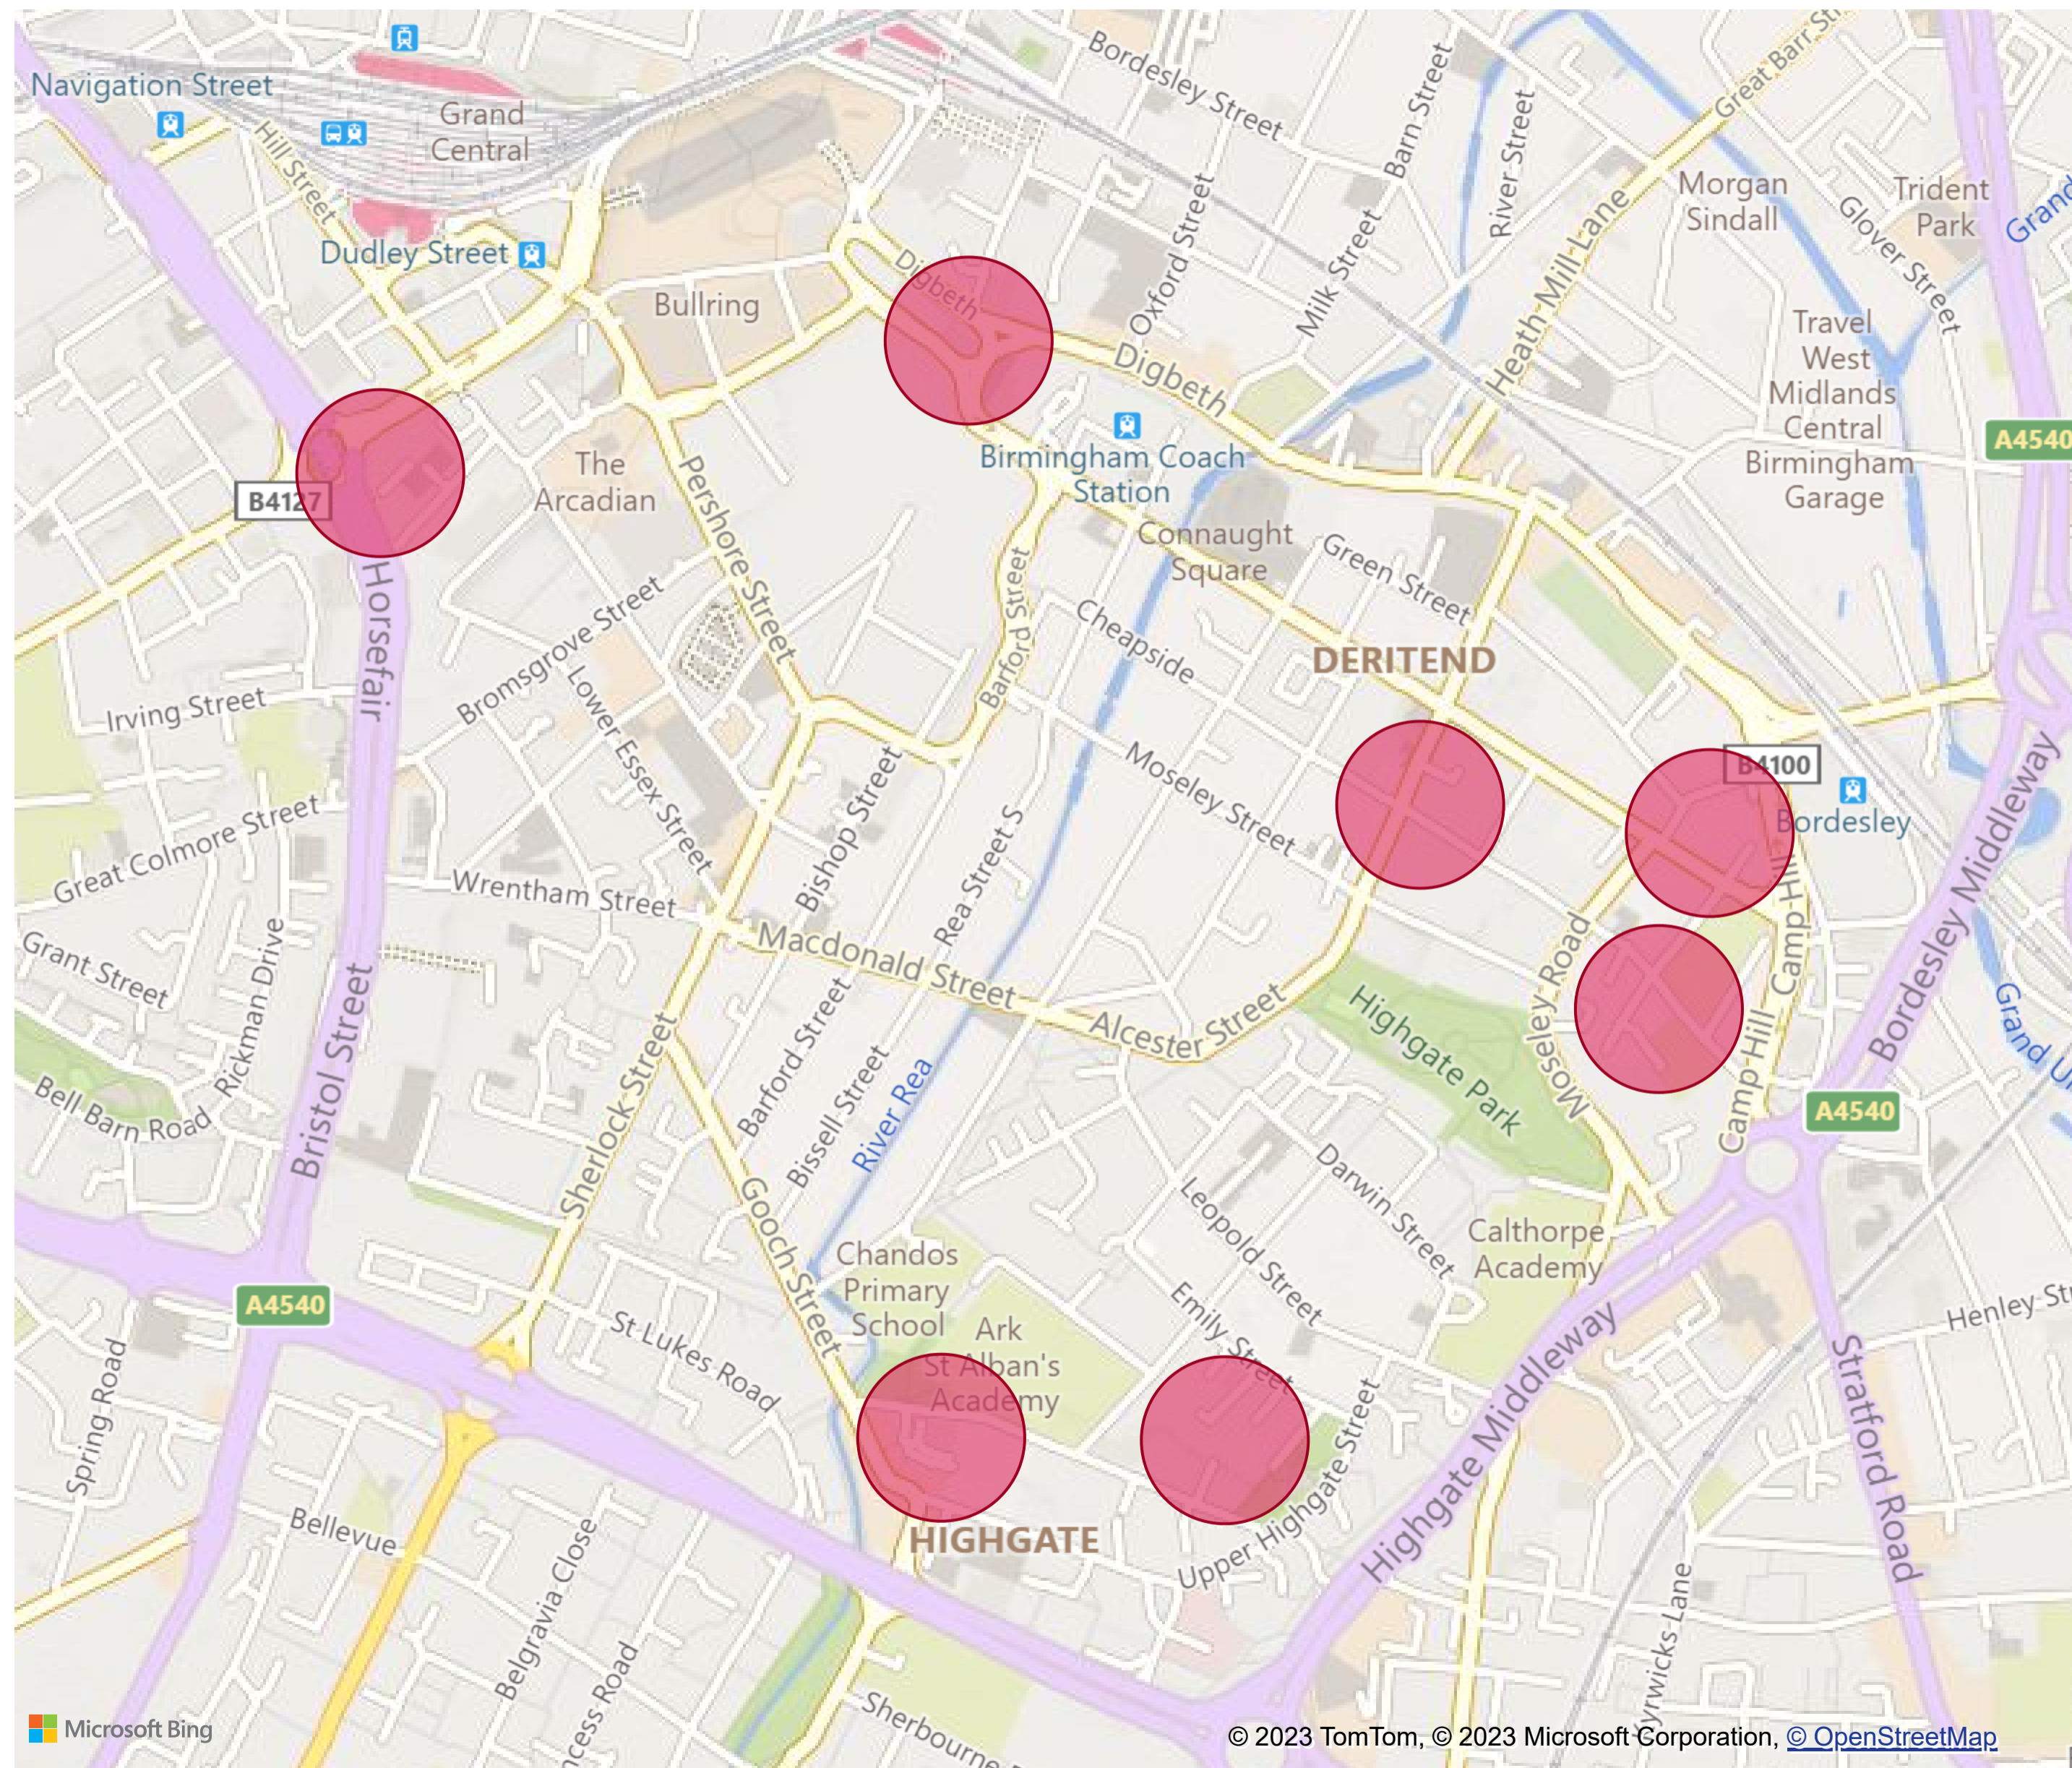 Navigation Street
Hill Street
Grand
Central
Dudley Street
Bullring
Digbeth
Bordesley Street
Barn Street
River Street
Oxford Street
Milk Street
Digbeth
Heath Mill Lane
Great Barr
Morgan
Sindall
Trident
Park
Grand
Glover Street
Travel
West
Midlands
Central
Birmingham
Garage
A4540
B4127
The
Arcadian
Pershore Street
Birmingham Coach
Station
Connaught
Square
Green Street
Barford Street
Cheapside
DERITEND
Horsefair
Bromsgrove Street
Irving Street
Lower Essex Street
Moseley Street
B4100
Bordesley
Bordesley Middleway
Great Colmore Street
Bishop Street
Rea Street S
Wrentham Street
Macdonald Street
Alcester Street
Moseley Road
Camp Hill
Camp Hill
Grant Street
Rickman Drive
Bristol Street
Sherlock Street
Barford Street
Bissell Street
River Rea
Highgate Park
A4540
Bell Barn Road
Gooch Street
Leopold Street
Darwin Street
Calthorpe
Academy
Chandos
Primary
School
Emily Street
Ark
St Alban's
Academy
A4540
St Lukes Road
Henley
Stratford Road
Highgate Middleway
Upper Highgate Street
HIGHGATE
Spring Road
Bellevue
Belgravia Close
Road
Sherbourne
Microsoft Bing
© 2023 TomTom, © 2023 Microsoft Corporation, © OpenStreetMap